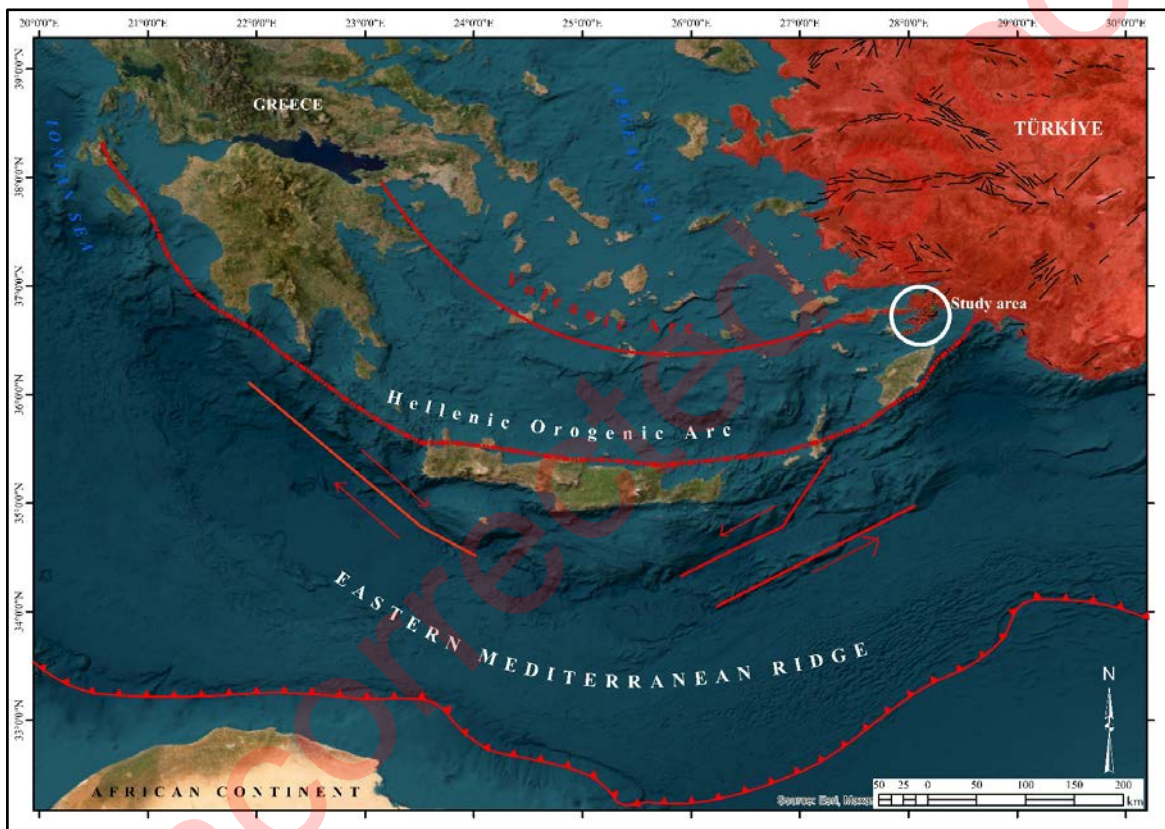 20°0'0"E 21°0'0"E 22°0'0"E 23°0'0"E 24°0'0"E 25°0'0"E 26°0'0"E 27°0'0"E 28°0'0"E 29°0'0"E 30°0'0"E
39°0'0"N
38°0'0"N
37°0'0"N
36°0'0"N
35°0'0"N
34°0'0"N
33°0'0"N
GREECE
TÜRKİYE
IONIEN SEA
AEGEAN SEA
Volcanic Arc
Study area
Hellenic Orogenic Arc
EASTERN MEDITERRANEAN RIDGE
AFRICAN CONTINENT
N
50 25 0 50 100 150 200
km
Source: Esri,
corrected